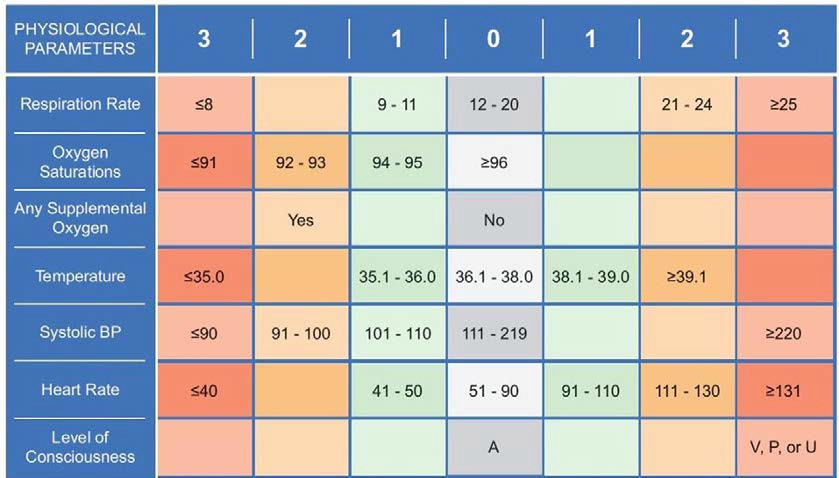 PHYSIOLOGICAL
PARAMETERS 3 2 1 0 1 2 3
Respiration Rate ≤8 9 - 11 12 - 20 21 - 24 ≥25
Oxygen
Saturations ≤91 92 - 93 94 - 95 ≥96
Any Supplemental
Oxygen Yes No
Temperature ≤35.0 35.1 - 36.0 36.1 - 38.0 38.1 - 39.0 ≥39.1
Systolic BP ≤90 91 - 100 101 - 110 111 - 219 ≥220
Heart Rate ≤40 41 - 50 51 - 90 91 - 110 111 - 130 ≥131
Level of
Consciousness A V, P, or U